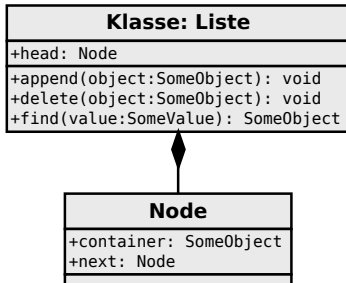 Klasse: Liste
+head: Node
+append(object:SomeObject): void
+delete(object:SomeObject): void
+find(value:SomeValue): SomeObject
Node
+container: SomeObject
+next: Node